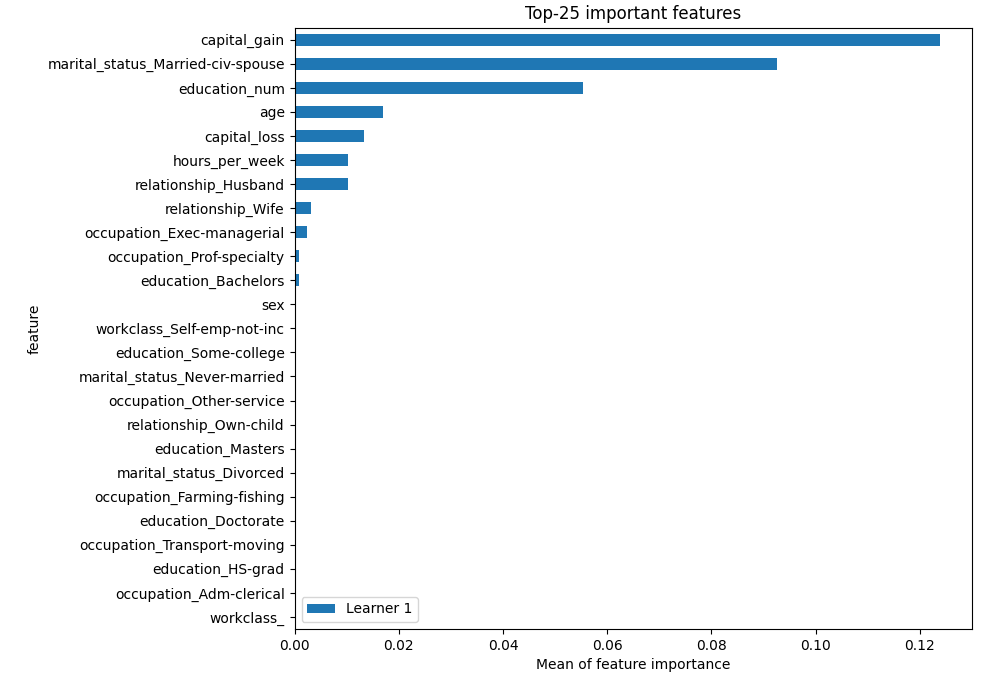 Top-25 important features
capital_gain
marital_status_Married-civ-spouse
education_num
age
capital_loss
hours_per_week
relationship_Husband
relationship_Wife
occupation_Exec-managerial
occupation_Prof-specialty
education_Bachelors
sex
workclass_Self-emp-not-inc
education_Some-college
marital_status_Never-married
occupation_Other-service
relationship_Own-child
education_Masters
marital_status_Divorced
occupation_Farming-fishing
education_Doctorate
occupation_Transport-moving
education_HS-grad
occupation_Adm-clerical
workclass_
feature
Learner 1
0.00 0.02 0.04 0.06 0.08 0.10 0.12
Mean of feature importance